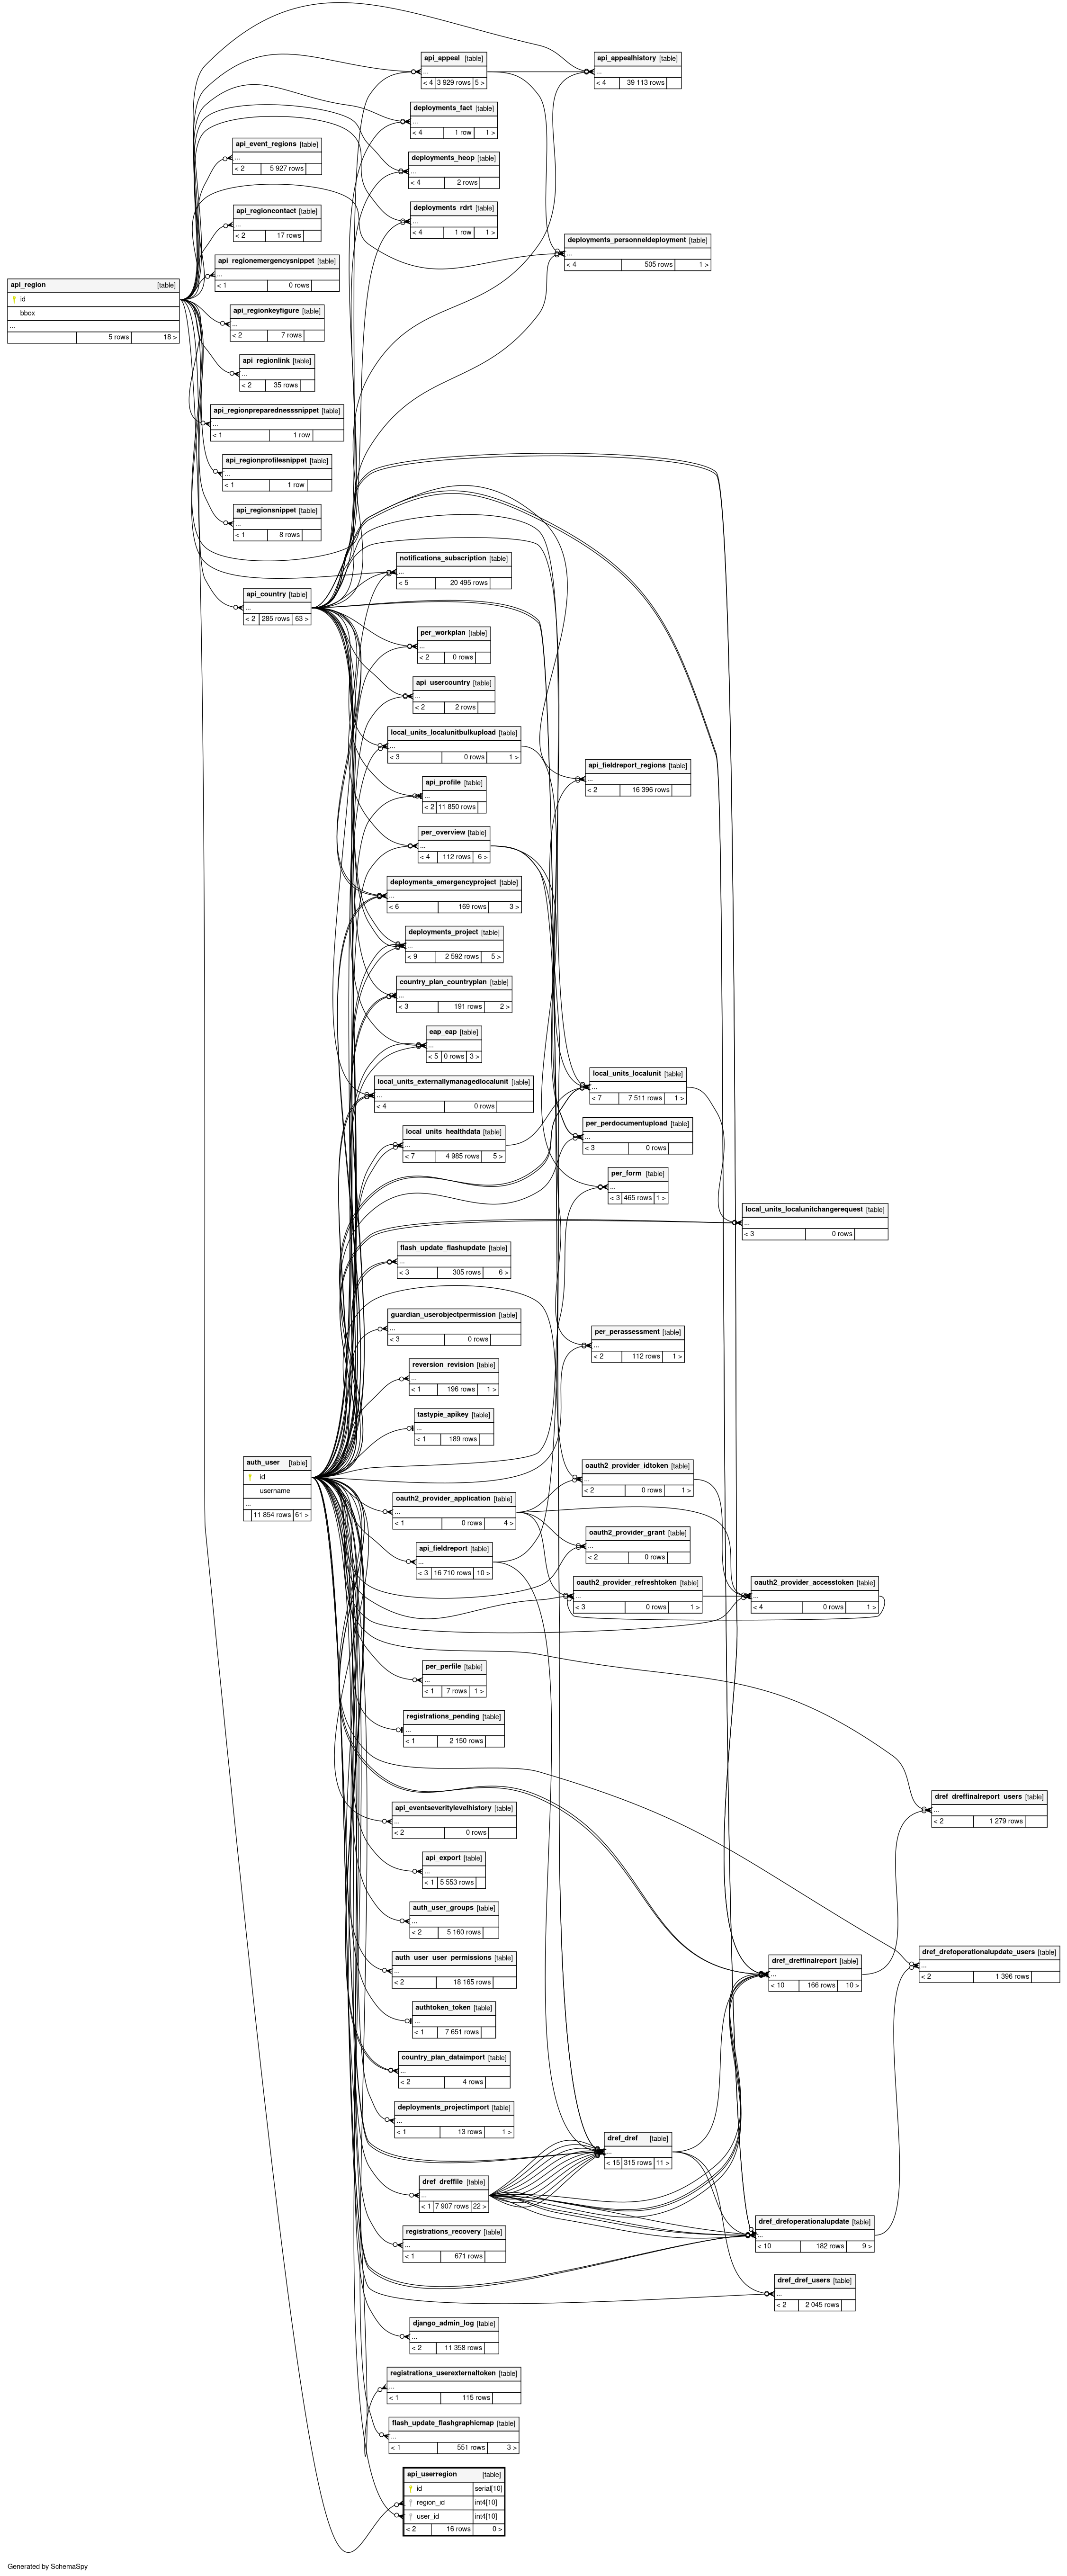 api_appeal [table]
...
< 4 3 929 rows 5 >
api_appealhistory [table]
...
< 4 39 113 rows
deployments_fact [table]
...
< 4 1 row 1 >
api_event_regions [table]
...
< 2 5 927 rows
deployments_heop [table]
...
< 4 2 rows
api_regioncontact [table]
...
< 2 17 rows
deployments_rdrt [table]
...
< 4 1 row 1 >
deployments_personneldeployment [table]
...
< 4 505 rows 1 >
api_regionemergencysnippet [table]
...
< 1 0 rows
api_region [table]
id
bbox
...
5 rows 18 >
api_regionkeyfigure [table]
...
< 2 7 rows
api_regionlink [table]
...
< 2 35 rows
api_regionpreparednesssnippet [table]
...
< 1 1 row
api_regionprofilesnippet [table]
...
< 1 1 row
api_regionsnippet [table]
...
< 1 8 rows
notifications_subscription [table]
...
< 5 20 495 rows
api_country [table]
...
< 2 285 rows 63 >
per_workplan [table]
...
< 2 0 rows
api_usercountry [table]
...
< 2 2 rows
local_units_localunitbulkupload [table]
...
< 3 0 rows 1 >
api_fieldreport_regions [table]
...
< 2 16 396 rows
api_profile [table]
...
< 2 11 850 rows
per_overview [table]
...
< 4 112 rows 6 >
deployments_emergencyproject [table]
...
< 6 169 rows 3 >
deployments_project [table]
...
< 9 2 592 rows 5 >
country_plan_countryplan [table]
...
< 3 191 rows 2 >
eap_eap [table]
...
< 5 0 rows 3 >
local_units_externallymanagedlocalunit [table]
...
< 4 0 rows
local_units_localunit [table]
...
< 7 7 511 rows 1 >
local_units_healthdata [table]
...
< 7 4 985 rows 5 >
per_perdocumentupload [table]
...
< 3 0 rows
per_form [table]
...
< 3 465 rows 1 >
local_units_localunitchangerequest [table]
...
< 3 0 rows
flash_update_flashupdate [table]
...
< 3 305 rows 6 >
guardian_userobjectpermission [table]
...
< 3 0 rows
per_perassessment [table]
...
< 2 112 rows 1 >
reversion_revision [table]
...
< 1 196 rows 1 >
tastypie_apikey [table]
...
< 1 189 rows
auth_user [table]
id
username
...
11 854 rows 61 >
oauth2_provider_idtoken [table]
...
< 2 0 rows 1 >
oauth2_provider_application [table]
...
< 1 0 rows 4 >
oauth2_provider_grant [table]
...
< 2 0 rows
api_fieldreport [table]
...
< 3 16 710 rows 10 >
oauth2_provider_refreshtoken [table]
...
< 3 0 rows 1 >
oauth2_provider_accesstoken [table]
...
< 4 0 rows 1 >
per_perfile [table]
...
< 1 7 rows 1 >
registrations_pending [table]
...
< 1 2 150 rows
dref_dreffinalreport_users [table]
...
< 2 1 279 rows
api_eventseveritylevelhistory [table]
...
< 2 0 rows
api_export [table]
...
< 1 5 553 rows
auth_user_groups [table]
...
< 2 5 160 rows
dref_drefoperationalupdate_users [table]
...
< 2 1 396 rows
auth_user_user_permissions [table]
...
< 2 18 165 rows
dref_dreffinalreport [table]
...
< 10 166 rows 10 >
authtoken_token [table]
...
< 1 7 651 rows
country_plan_dataimport [table]
...
< 2 4 rows
deployments_projectimport [table]
...
< 1 13 rows 1 >
dref_dref [table]
...
< 15 315 rows 11 >
dref_dreffile [table]
...
< 1 7 907 rows 22 >
dref_drefoperationalupdate [table]
...
< 10 182 rows 9 >
registrations_recovery [table]
...
< 1 671 rows
dref_dref_users [table]
...
< 2 2 045 rows
django_admin_log [table]
...
< 2 11 358 rows
registrations_userexternaltoken [table]
...
< 1 115 rows
flash_update_flashgraphicmap [table]
...
< 1 551 rows 3 >
api_userregion [table]
id serial[10]
region_id int4[10]
user_id int4[10]
< 2 16 rows 0 >
Generated by SchemaSpy